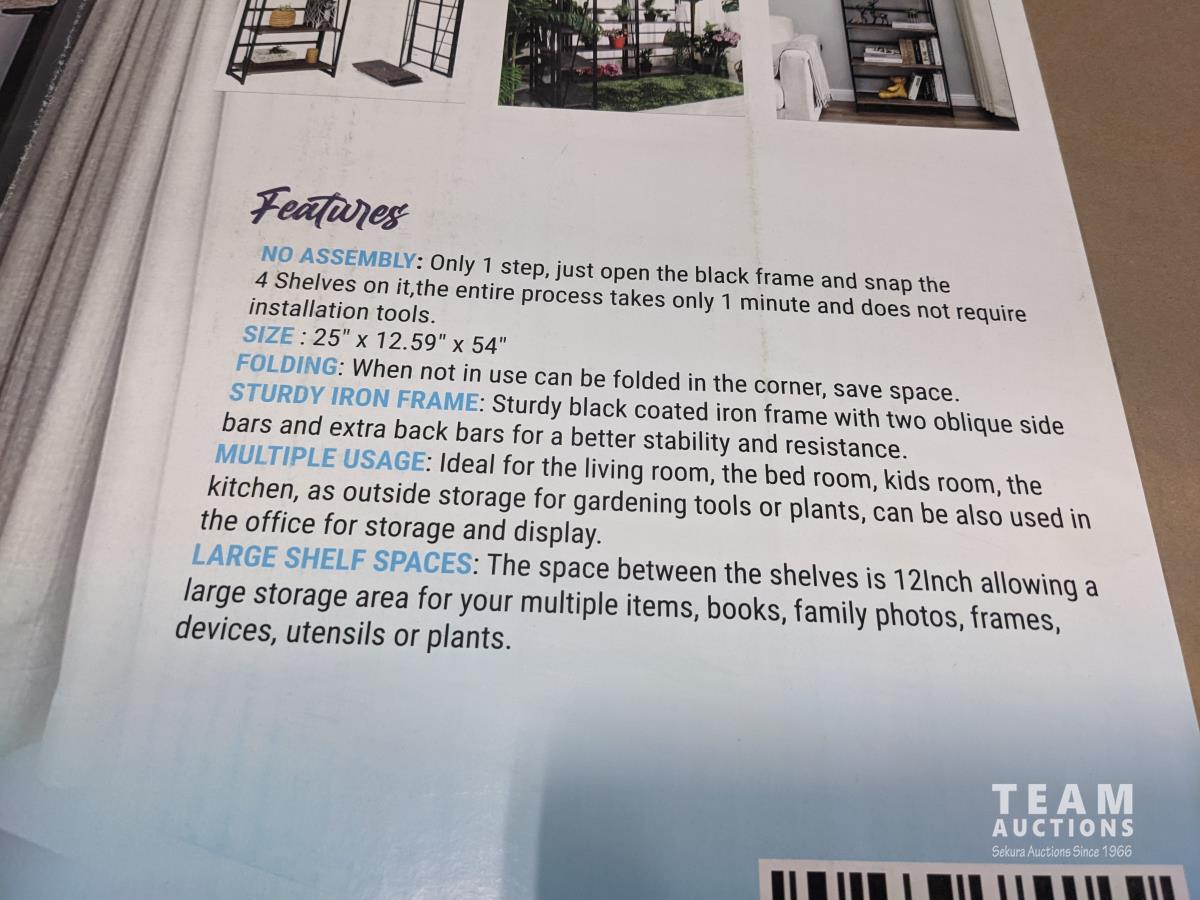 Features
NO ASSEMBLY: Only 1 step, just open the black frame and snap the
4 Shelves on it,the entire process takes only 1 minute and does not require
installation tools.
SIZE : 25" x 12.59" x 54"
FOLDING: When not in use can be folded in the corner, save space.
STURDY IRON FRAME: Sturdy black coated iron frame with two oblique side
bars and extra back bars for a better stability and resistance.
MULTIPLE USAGE: Ideal for the living room, the bed room, kids room, the
kitchen, as outside storage for gardening tools or plants, can be also used in
the office for storage and display.
LARGE SHELF SPACES: The space between the shelves is 12Inch allowing a
large storage area for your multiple items, books, family photos, frames,
devices, utensils or plants.
TEAM
AUCTIONS
Sekura Auctions Since 1966